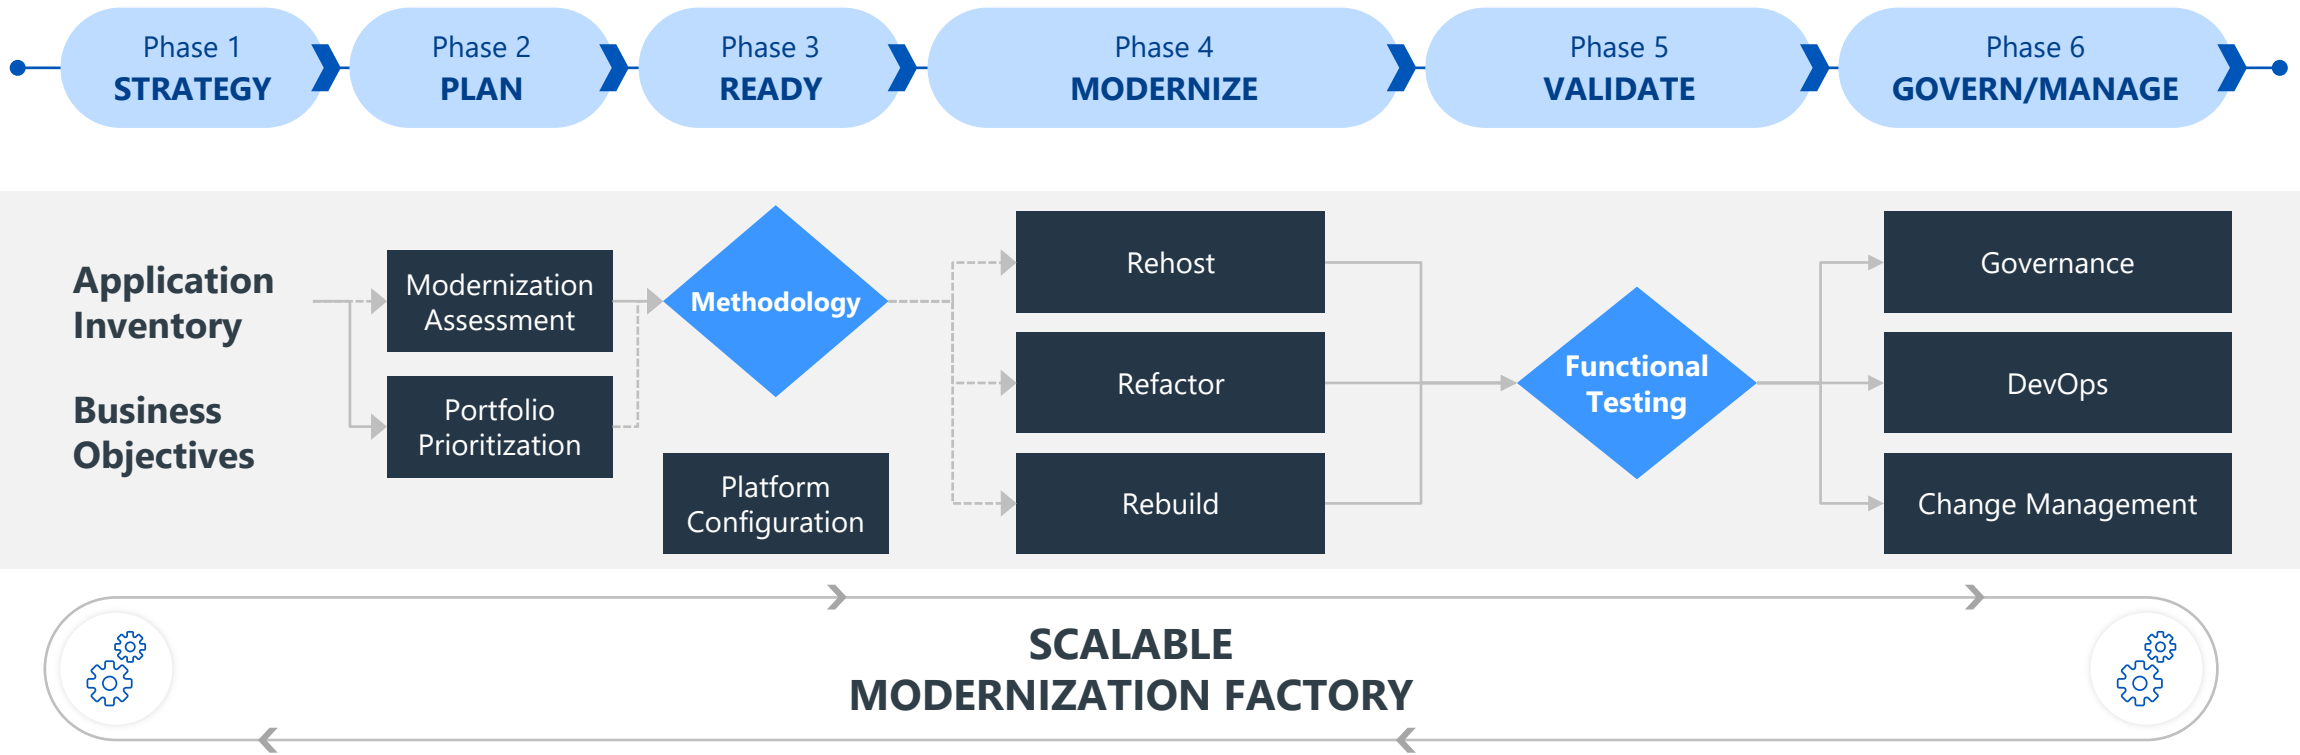 Phase 1
STRATEGY
Phase 2
PLAN
Phase 3
READY
Phase 4
MODERNIZE
Phase 5
VALIDATE
Phase 6
GOVERN/MANAGE
Application
Inventory
Business
Objectives
Modernization
Assessment
Portfolio
Prioritization
Methodology
Platform
Configuration
Rehost
Refactor
Rebuild
Functional
Testing
Governance
DevOps
Change Management
SCALABLE
MODERNIZATION FACTORY